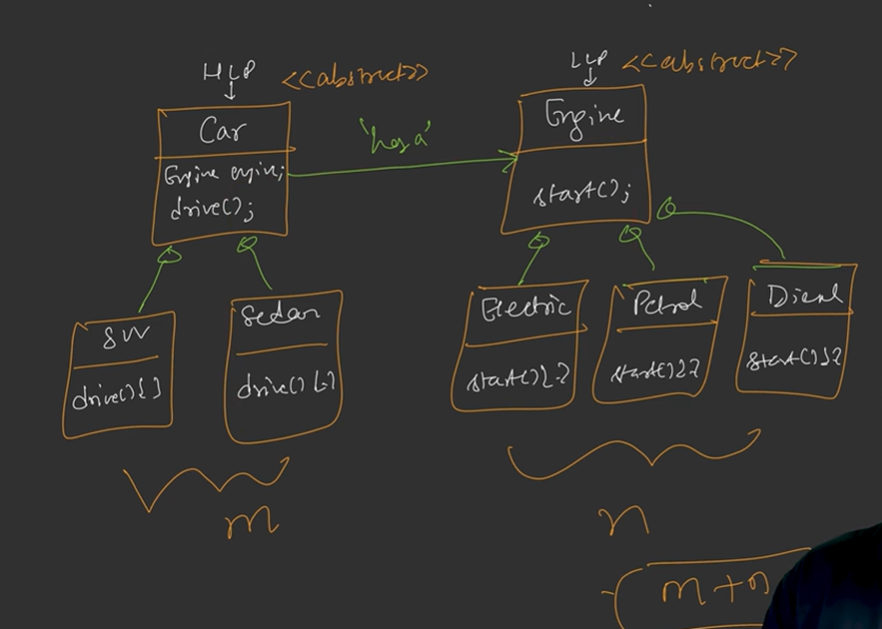 HLP
<<abstract>>
Car
Engine engine;
drive();
'has a'
LLP
<<abstract>>
Engine
start();
SUV
drive(){}
Sedan
drive(){}
Electric
start(){}
Petrol
start(){}
Diesel
start(){}
m
n
m+n